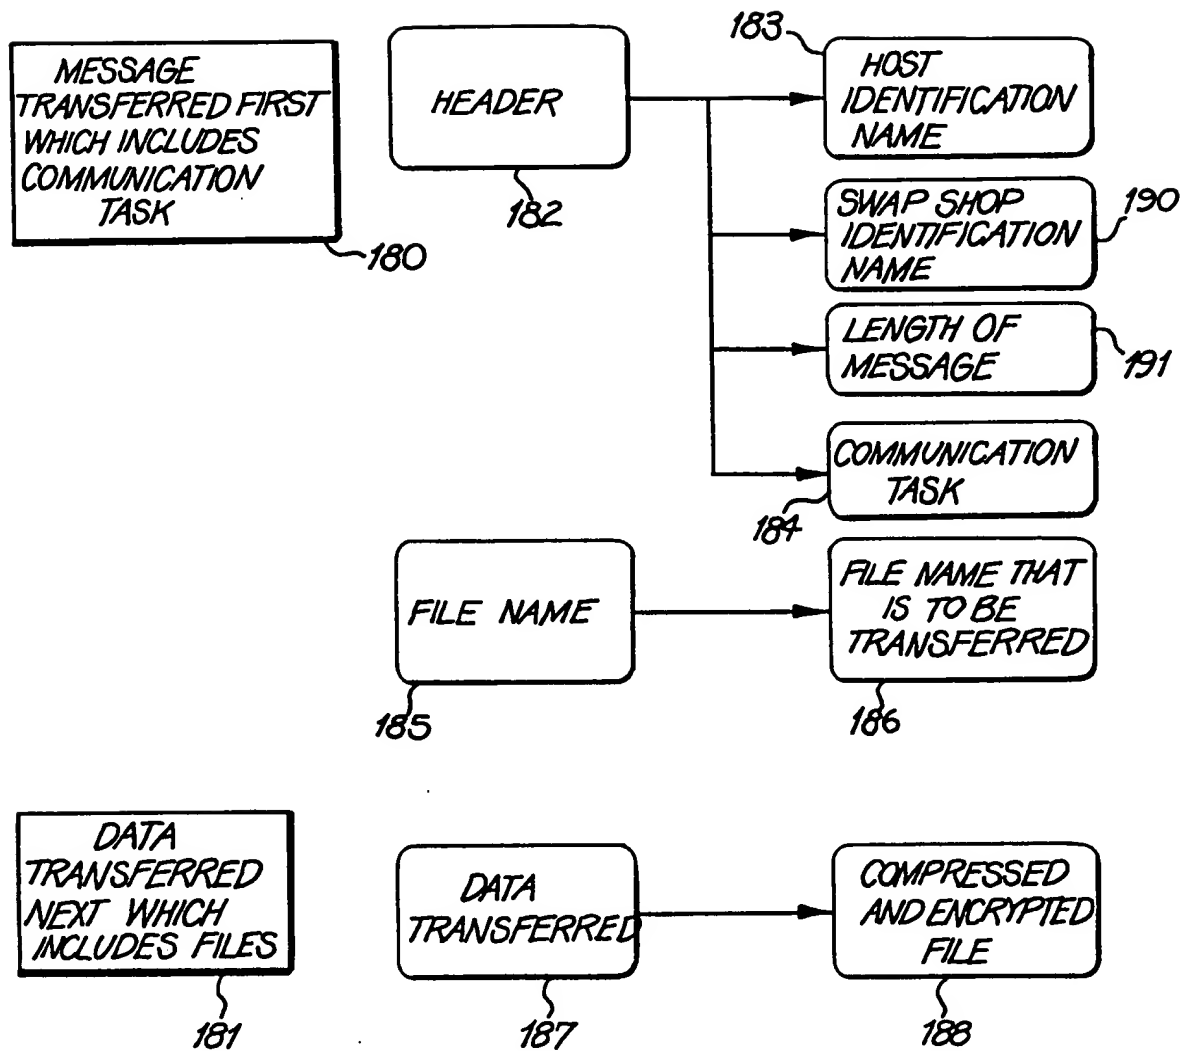 MESSAGE
TRANSFERRED FIRST
WHICH INCLUDES
COMMUNICATION
TASK
180
HEADER
182
183
HOST
IDENTIFICATION
NAME
SWAP SHOP
IDENTIFICATION
NAME
190
LENGTH OF
MESSAGE
191
COMMUNICATION
TASK
184
FILE NAME
185
FILE NAME THAT
IS TO BE
TRANSFERRED
186
DATA
TRANSFERRED
NEXT WHICH
INCLUDES FILES
181
DATA
TRANSFERRED
187
COMPRESSED
AND ENCRYPTED
FILE
188